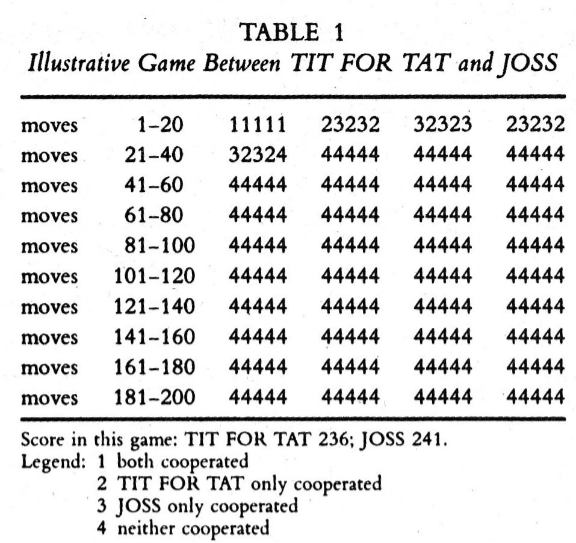 TABLE 1
Illustrative Game Between TIT FOR TAT and JOSS
moves 1–20 11111 23232 32323 23232
moves 21–40 32324 44444 44444 44444
moves 41–60 44444 44444 44444 44444
moves 61–80 44444 44444 44444 44444
moves 81–100 44444 44444 44444 44444
moves 101–120 44444 44444 44444 44444
moves 121–140 44444 44444 44444 44444
moves 141–160 44444 44444 44444 44444
moves 161–180 44444 44444 44444 44444
moves 181–200 44444 44444 44444 44444
Score in this game: TIT FOR TAT 236; JOSS 241.
Legend: 1 both cooperated
2 TIT FOR TAT only cooperated
3 JOSS only cooperated
4 neither cooperated